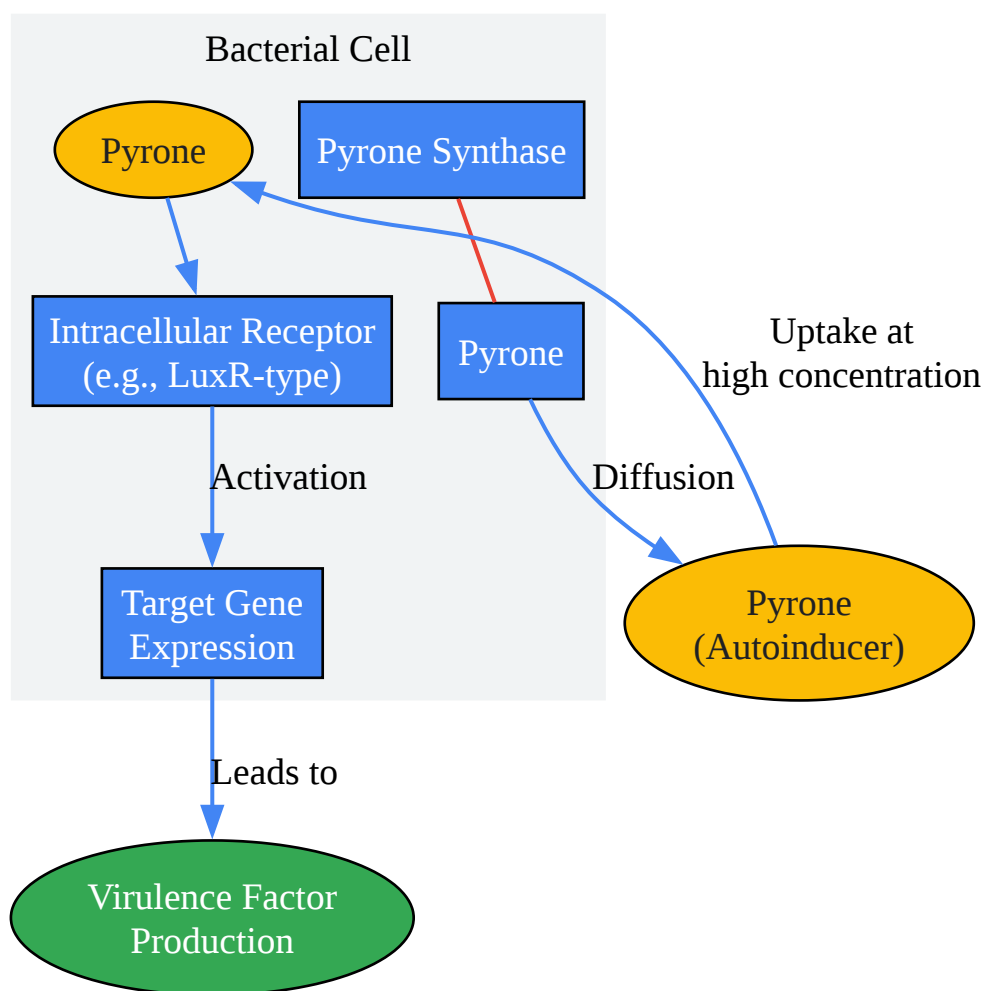 Bacterial Cell
Pyrone
Pyrone Synthase
Intracellular Receptor
(e.g., LuxR-type)
Pyrone
Uptake at
high concentration
Activation
Diffusion
Target Gene
Expression
Pyrone
(Autoinducer)
Leads to
Virulence Factor
Production